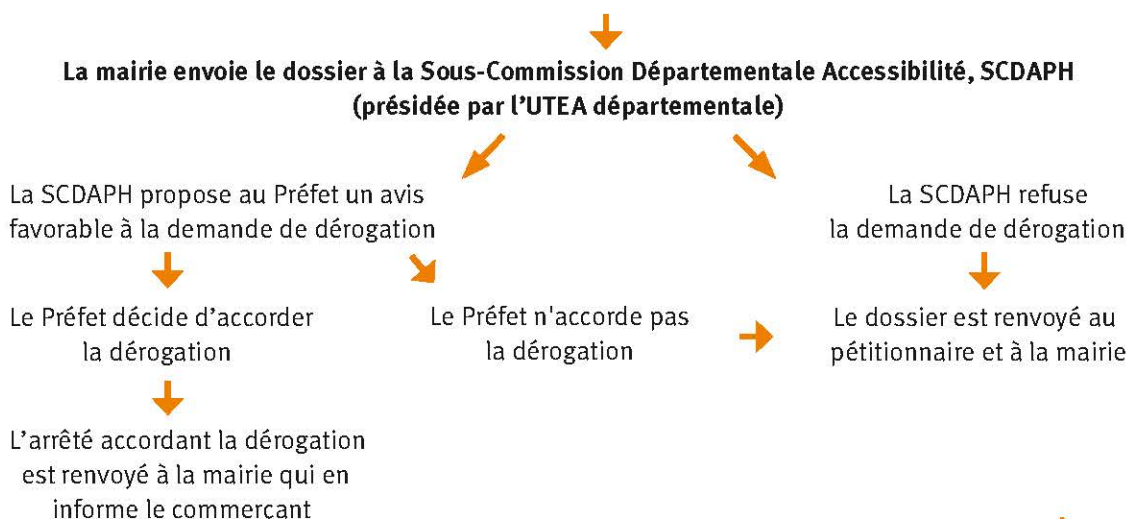 La mairie envoie le dossier à la Sous-Commission Départementale Accessibilité, SCDAPH
(présidée par l'UTEA départementale)
La SCDAPH propose au Préfet un avis
favorable à la demande de dérogation
La SCDAPH refuse
la demande de dérogation
Le Préfet décide d'accorder
la dérogation
Le Préfet n'accorde pas
la dérogation
Le dossier est renvoyé au
pétitionnaire et à la mairie
L'arrêté accordant la dérogation
est renvoyé à la mairie qui en
informe le commerçant